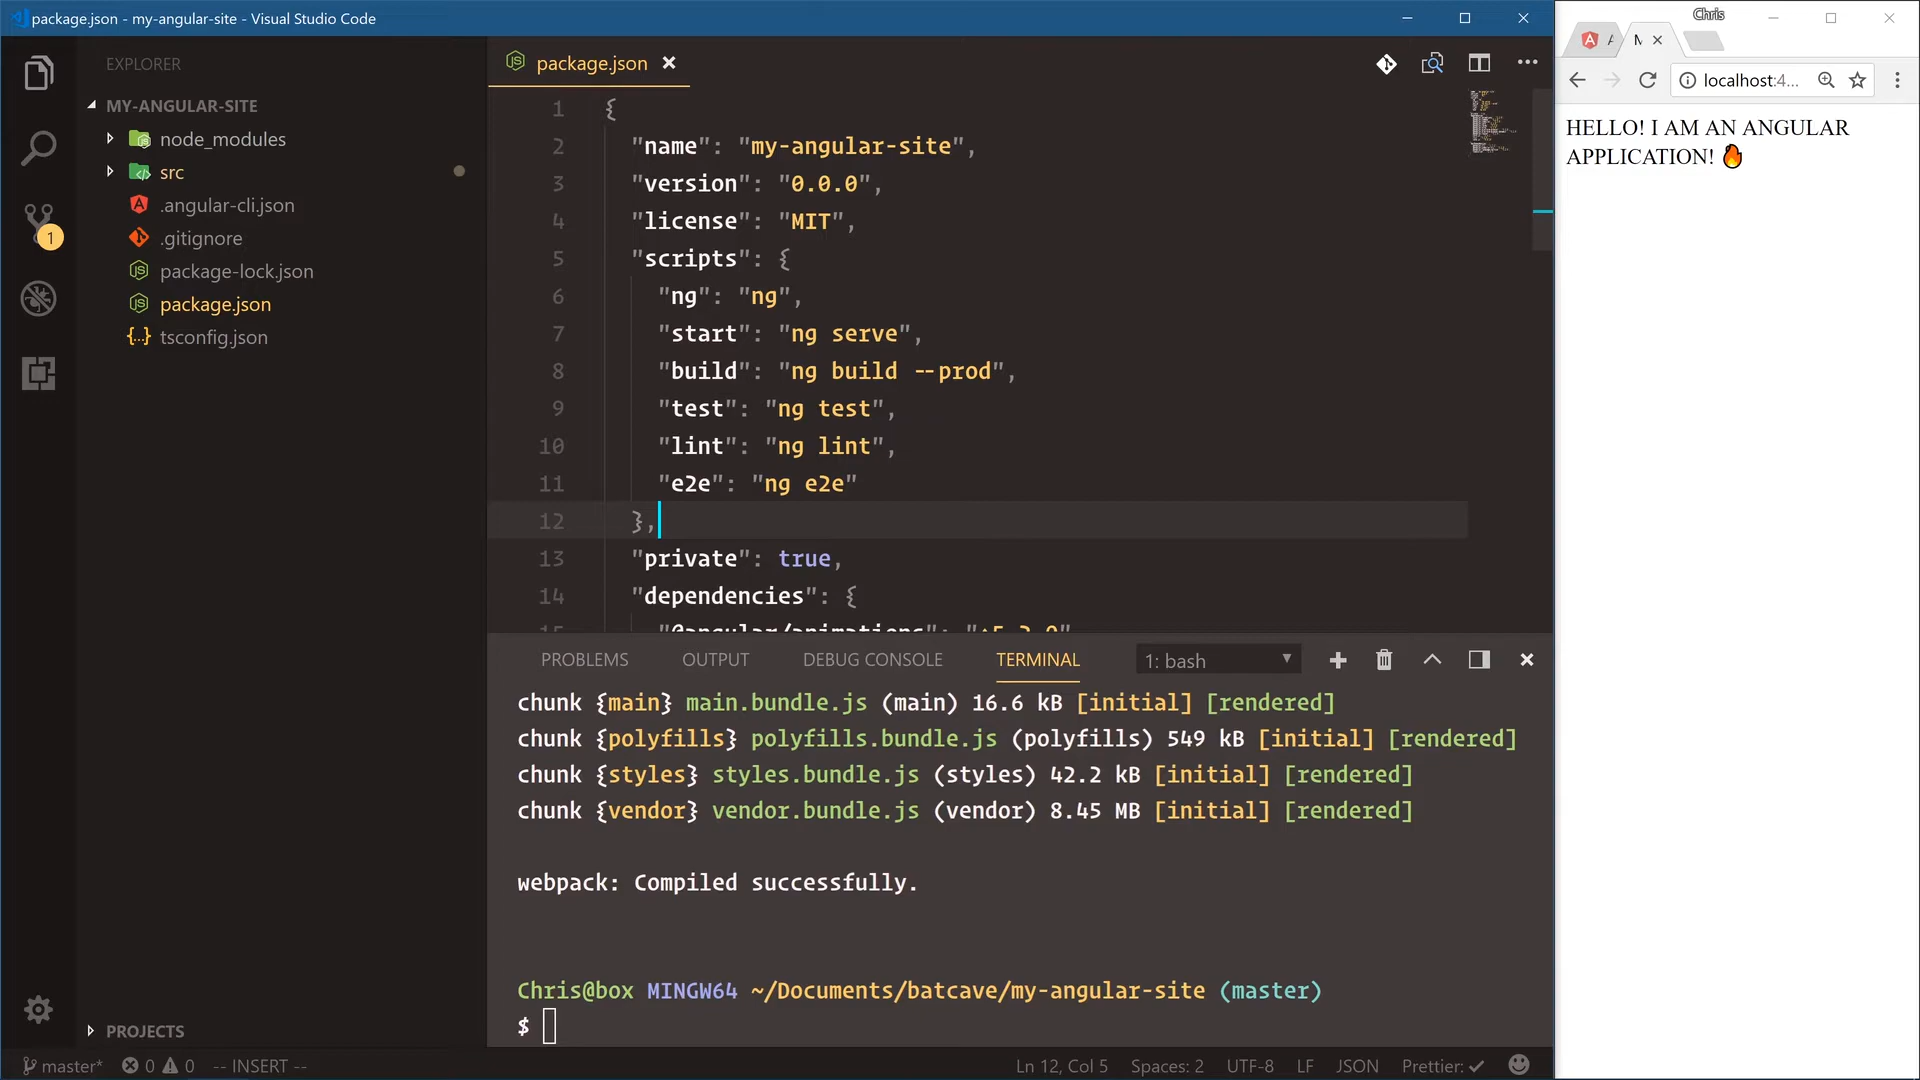 package.json - my-angular-site - Visual Studio Code
EXPLORER
MY-ANGULAR-SITE
node_modules
src
.angular-cli.json
.gitignore
package-lock.json
package.json
tsconfig.json
1
PROJECTS
package.json
1 {
2 "name": "my-angular-site",
3 "version": "0.0.0",
4 "license": "MIT",
5 "scripts": {
6 "ng": "ng",
7 "start": "ng serve",
8 "build": "ng build --prod",
9 "test": "ng test",
10 "lint": "ng lint",
11 "e2e": "ng e2e"
12 },
13 "private": true,
14 "dependencies": {
15 "@angular/animations": "^5.2.0"
PROBLEMS OUTPUT DEBUG CONSOLE TERMINAL 1: bash
chunk {main} main.bundle.js (main) 16.6 kB [initial] [rendered]
chunk {polyfills} polyfills.bundle.js (polyfills) 549 kB [initial] [rendered]
chunk {styles} styles.bundle.js (styles) 42.2 kB [initial] [rendered]
chunk {vendor} vendor.bundle.js (vendor) 8.45 MB [initial] [rendered]
webpack: Compiled successfully.
Chris@box MINGW64 ~/Documents/batcave/my-angular-site (master)
$
master* 0 0 -- INSERT -- Ln 12, Col 5 Spaces: 2 UTF-8 LF JSON Prettier: ✓
Chris
localhost:4...
HELLO! I AM AN ANGULAR
APPLICATION! 🔥